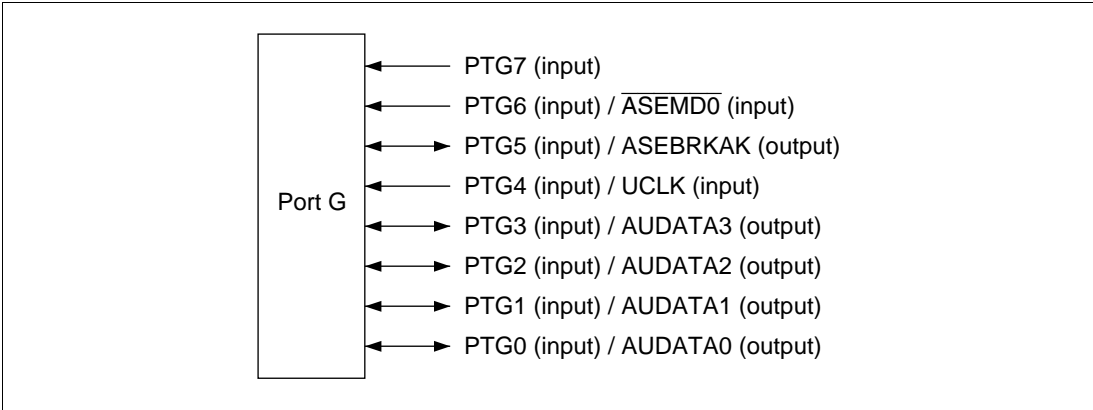 Port G
PTG7 (input)
PTG6 (input) / A̅S̅E̅M̅D̅0̅ (input)
PTG5 (input) / ASEBRKAK (output)
PTG4 (input) / UCLK (input)
PTG3 (input) / AUDATA3 (output)
PTG2 (input) / AUDATA2 (output)
PTG1 (input) / AUDATA1 (output)
PTG0 (input) / AUDATA0 (output)